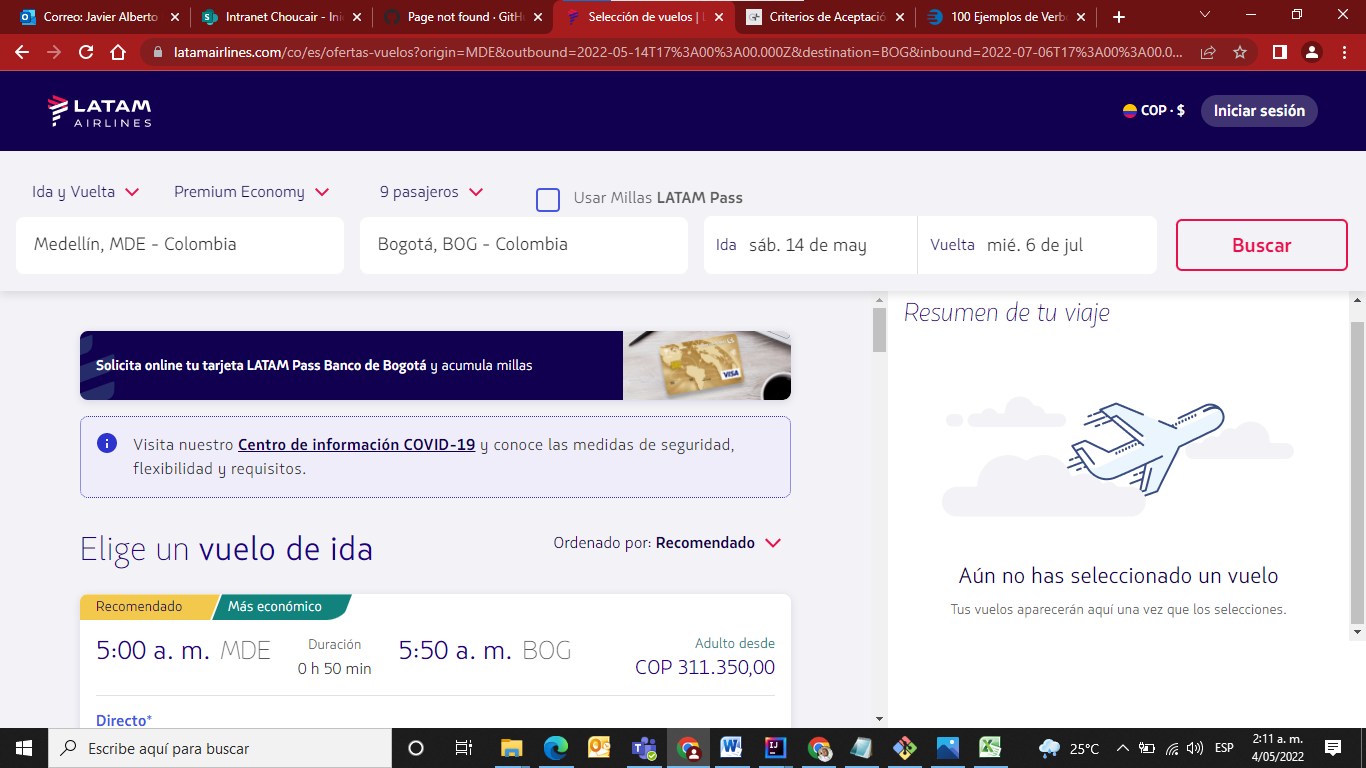 Correo: Javier Alberto
Intranet Choucair - Ini
Page not found · GitH
Selección de vuelos | L
Criterios de Aceptació
100 Ejemplos de Verb
latamairlines.com/co/es/ofertas-vuelos?origin=MDE&outbound=2022-05-14T17%3A00%3A00.000Z&destination=BOG&inbound=2022-07-06T17%3A00%3A00.0...
LATAM
AIRLINES
COP · $
Iniciar sesión
Ida y Vuelta
Premium Economy
9 pasajeros
Usar Millas LATAM Pass
Medellín, MDE - Colombia
Bogotá, BOG - Colombia
Ida sáb. 14 de may
Vuelta mié. 6 de jul
Buscar
Solicita online tu tarjeta LATAM Pass Banco de Bogotá y acumula millas
VISA
Visita nuestro Centro de información COVID-19 y conoce las medidas de seguridad,
flexibilidad y requisitos.
Elige un vuelo de ida
Ordenado por: Recomendado
Recomendado
Más económico
5:00 a. m. MDE
Duración
0 h 50 min
5:50 a. m. BOG
Adulto desde
COP 311.350,00
Directo*
Resumen de tu viaje
Aún no has seleccionado un vuelo
Tus vuelos aparecerán aquí una vez que los selecciones.
Escribe aquí para buscar
25°C
ESP
2:11 a. m.
4/05/2022